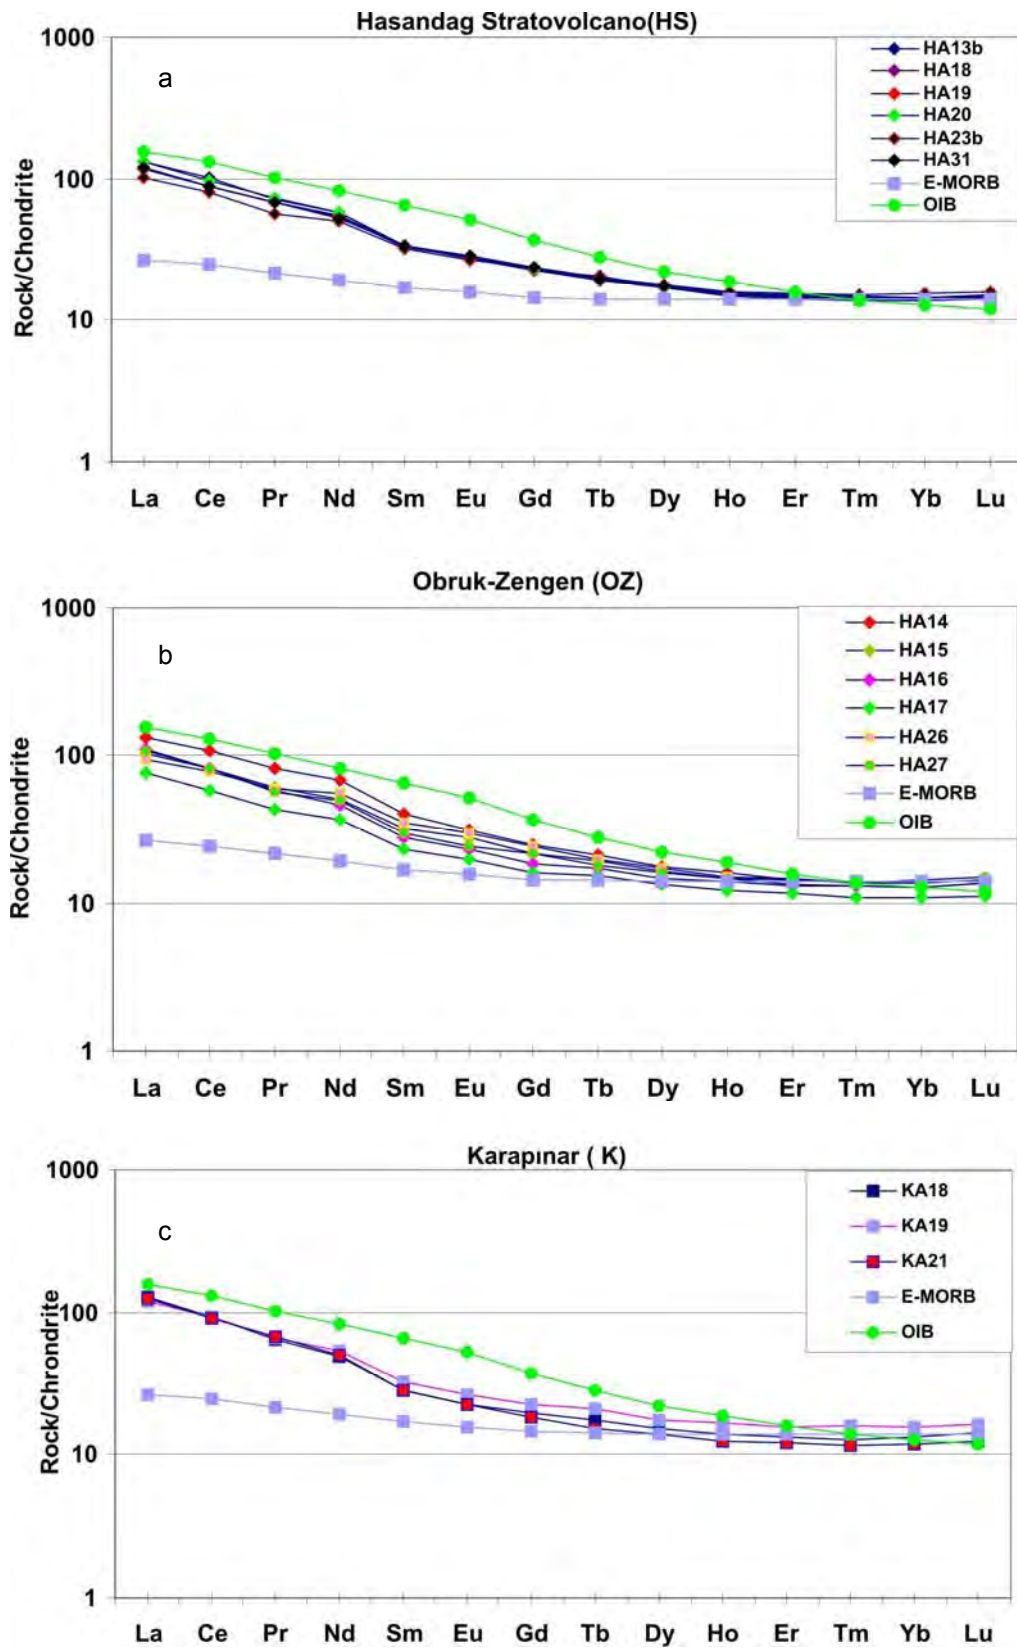 Hasandag Stratovolcano(HS)
1000
100
10
1
Rock/Chondrite
a
HA13b
HA18
HA19
HA20
HA23b
HA31
E-MORB
OIB
La Ce Pr Nd Sm Eu Gd Tb Dy Ho Er Tm Yb Lu
Obruk-Zengen (OZ)
1000
100
10
1
Rock/Chondrite
b
HA14
HA15
HA16
HA17
HA26
HA27
E-MORB
OIB
La Ce Pr Nd Sm Eu Gd Tb Dy Ho Er Tm Yb Lu
Karapınar ( K)
1000
100
10
1
Rock/Chrondrite
c
KA18
KA19
KA21
E-MORB
OIB
La Ce Pr Nd Sm Eu Gd Tb Dy Ho Er Tm Yb Lu